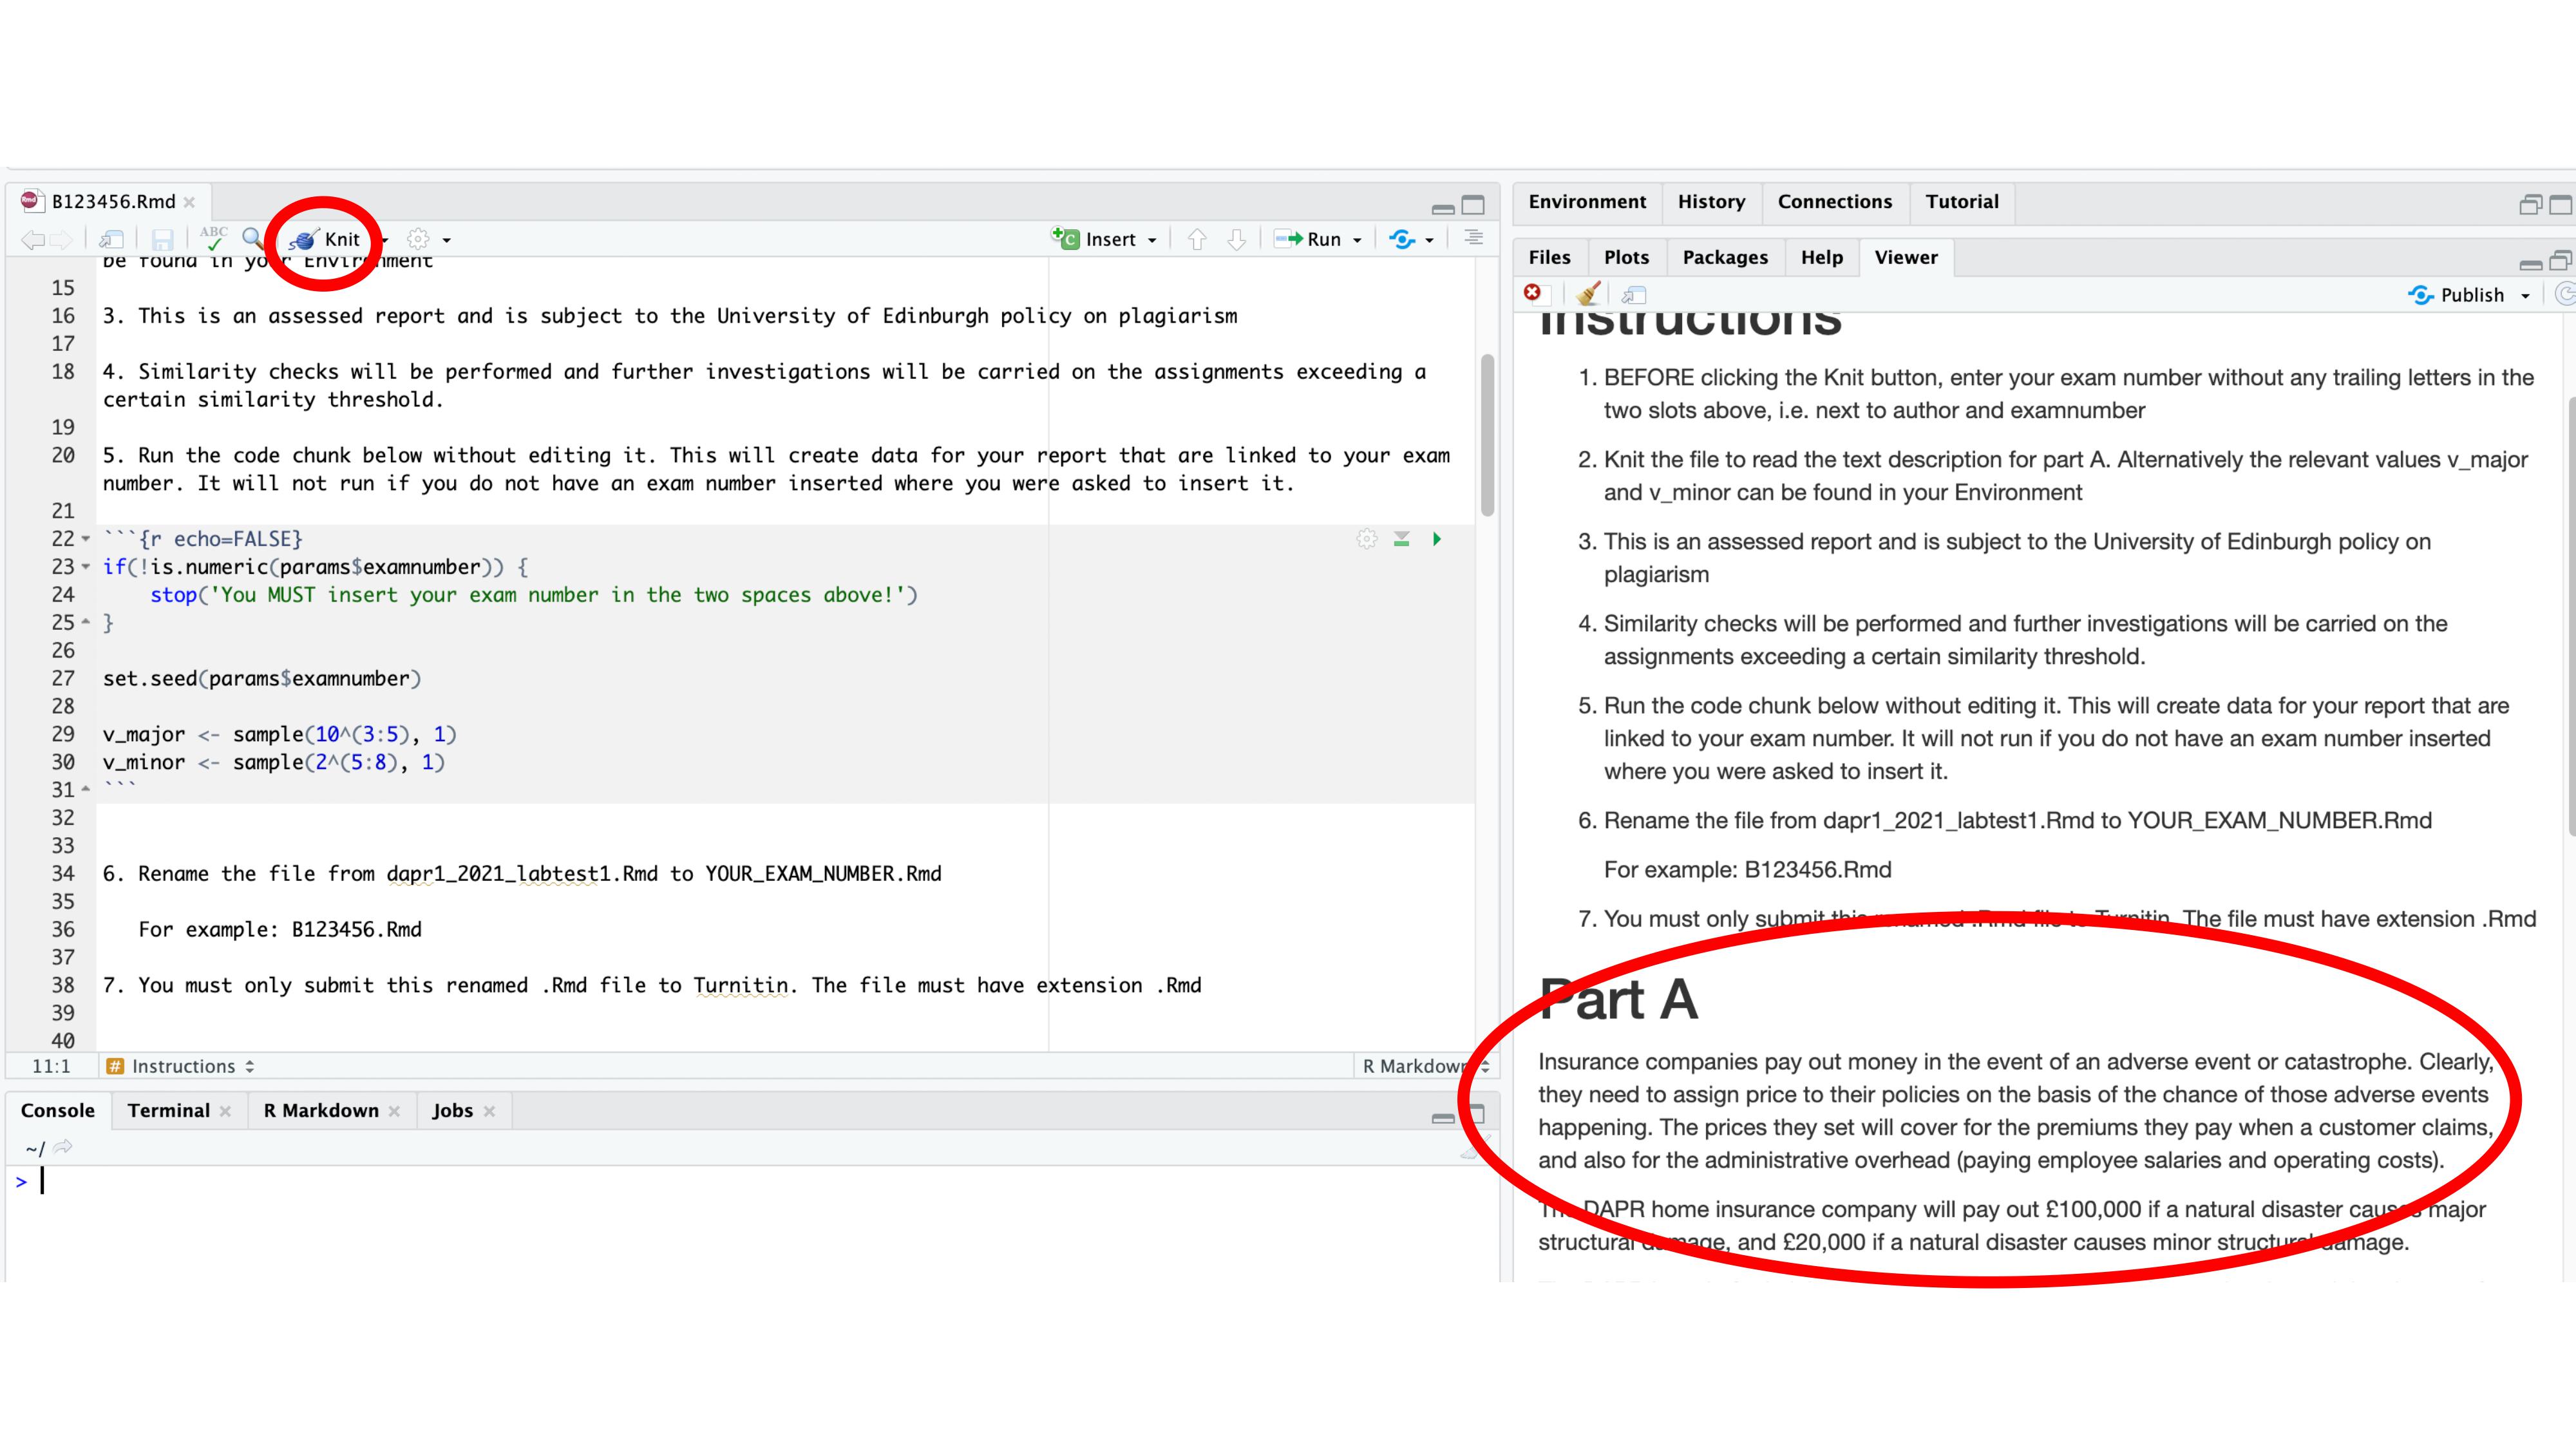 B123456.Rmd
ABC Knit Insert Run
be found in your Environment
15
16 3. This is an assessed report and is subject to the University of Edinburgh policy on plagiarism
17
18 4. Similarity checks will be performed and further investigations will be carried on the assignments exceeding a
certain similarity threshold.
19
20 5. Run the code chunk below without editing it. This will create data for your report that are linked to your exam
number. It will not run if you do not have an exam number inserted where you were asked to insert it.
21
22 ```{r echo=FALSE}
23 if(!is.numeric(params$examnumber)) {
24 stop('You MUST insert your exam number in the two spaces above!')
25 }
26
27 set.seed(params$examnumber)
28
29 v_major <- sample(10^(3:5), 1)
30 v_minor <- sample(2^(5:8), 1)
31 ```
32
33
34 6. Rename the file from dapr1_2021_labtest1.Rmd to YOUR_EXAM_NUMBER.Rmd
35
36 For example: B123456.Rmd
37
38 7. You must only submit this renamed .Rmd file to Turnitin. The file must have extension .Rmd
39
40
11:1 # Instructions R Markdown
Console Terminal R Markdown Jobs
~/
>
Environment History Connections Tutorial
Files Plots Packages Help Viewer
Publish
Instructions
1. BEFORE clicking the Knit button, enter your exam number without any trailing letters in the
two slots above, i.e. next to author and examnumber
2. Knit the file to read the text description for part A. Alternatively the relevant values v_major
and v_minor can be found in your Environment
3. This is an assessed report and is subject to the University of Edinburgh policy on
plagiarism
4. Similarity checks will be performed and further investigations will be carried on the
assignments exceeding a certain similarity threshold.
5. Run the code chunk below without editing it. This will create data for your report that are
linked to your exam number. It will not run if you do not have an exam number inserted
where you were asked to insert it.
6. Rename the file from dapr1_2021_labtest1.Rmd to YOUR_EXAM_NUMBER.Rmd
For example: B123456.Rmd
7. You must only submit this renamed .Rmd file to Turnitin. The file must have extension .Rmd
Part A
Insurance companies pay out money in the event of an adverse event or catastrophe. Clearly,
they need to assign price to their policies on the basis of the chance of those adverse events
happening. The prices they set will cover for the premiums they pay when a customer claims,
and also for the administrative overhead (paying employee salaries and operating costs).
The DAPR home insurance company will pay out £100,000 if a natural disaster causes major
structural damage, and £20,000 if a natural disaster causes minor structural damage.